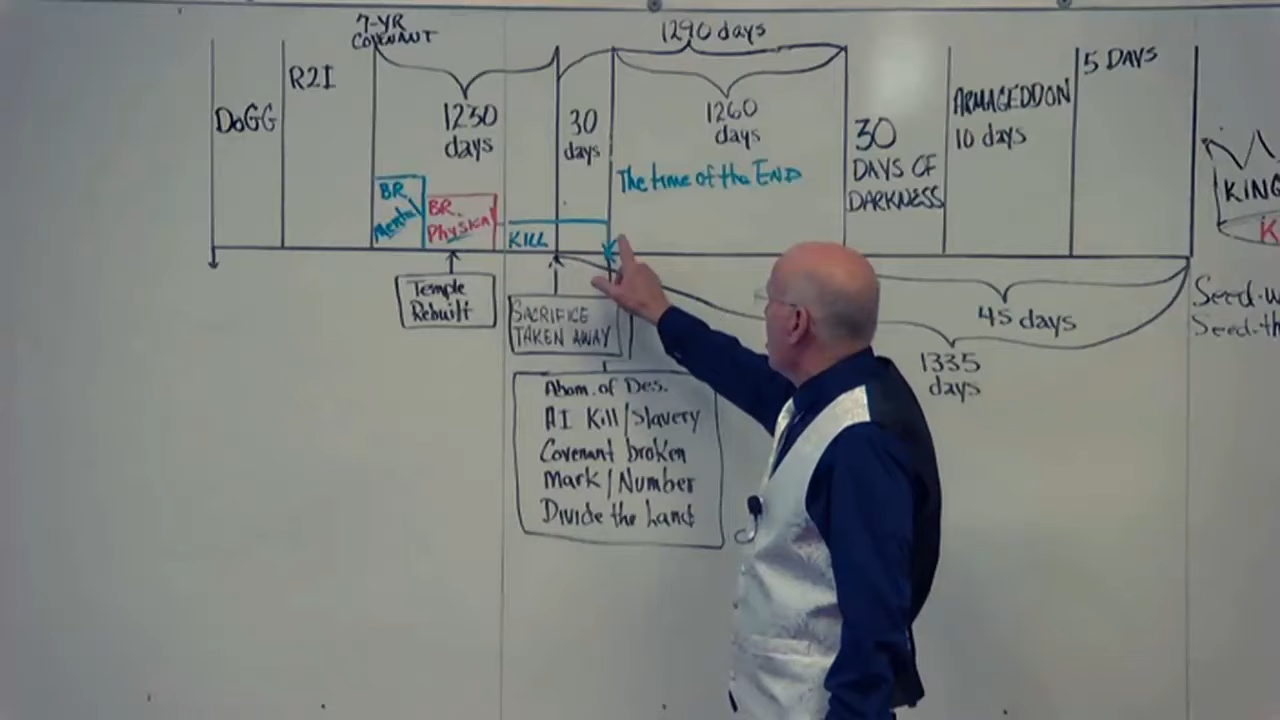 7-YR
COVENANT
1290 days
DoGG
R2I
1230
days
30
days
1260
days
The time of the END
30
DAYS OF
DARKNESS
ARMAGEDDON
10 days
5 DAYS
KING
BR
Mental
BR.
Physical
KILL
Temple
Rebuilt
SACRIFICE
TAKEN AWAY
45 days
1335
days
Abom. of Des.
AI Kill/Slavery
Covenant broken
Mark/Number
Divide the Land